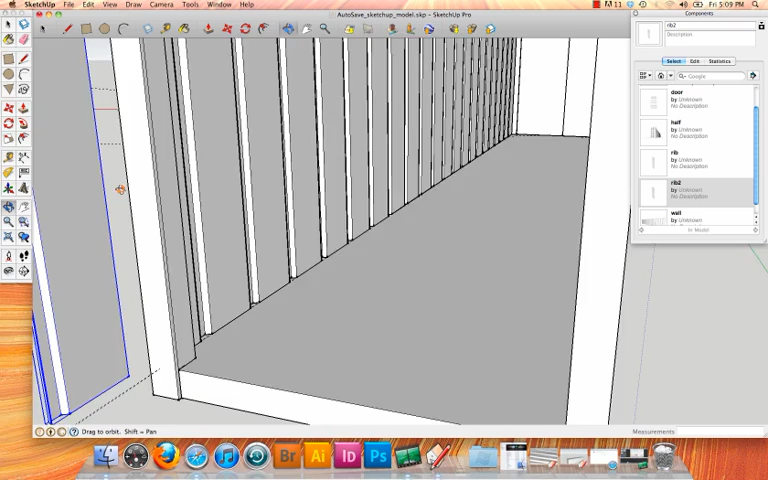 SketchUp File Edit View Camera Draw Tools Window Help
11
Fri 5:09 PM
AutoSave_sketchup_model.skp – SketchUp Pro
Components
rib2
Description
Select Edit Statistics
Google
door
by Unknown
No Description
half
by Unknown
No Description
rib
by Unknown
No Description
rib2
by Unknown
No Description
wall
by Unknown
In Model
Drag to orbit. Shift = Pan
Measurements
Br Ai Id Ps